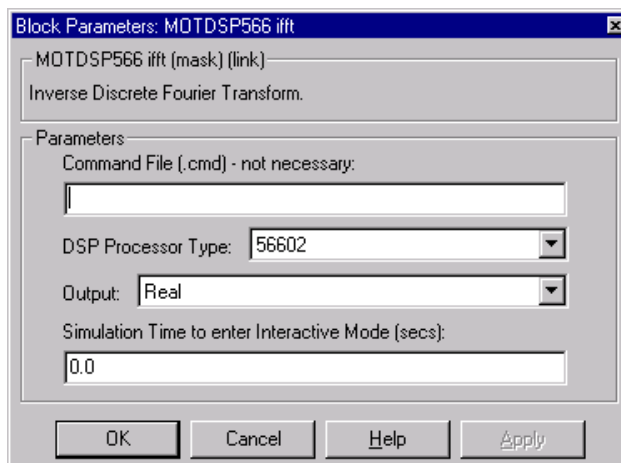 Block Parameters: MOTDSP566 ifft
MOTDSP566 ifft (mask) (link)
Inverse Discrete Fourier Transform.
Parameters
Command File (.cmd) - not necessary:
DSP Processor Type: 56602
Output: Real
Simulation Time to enter Interactive Mode (secs):
0.0
OK Cancel Help Apply